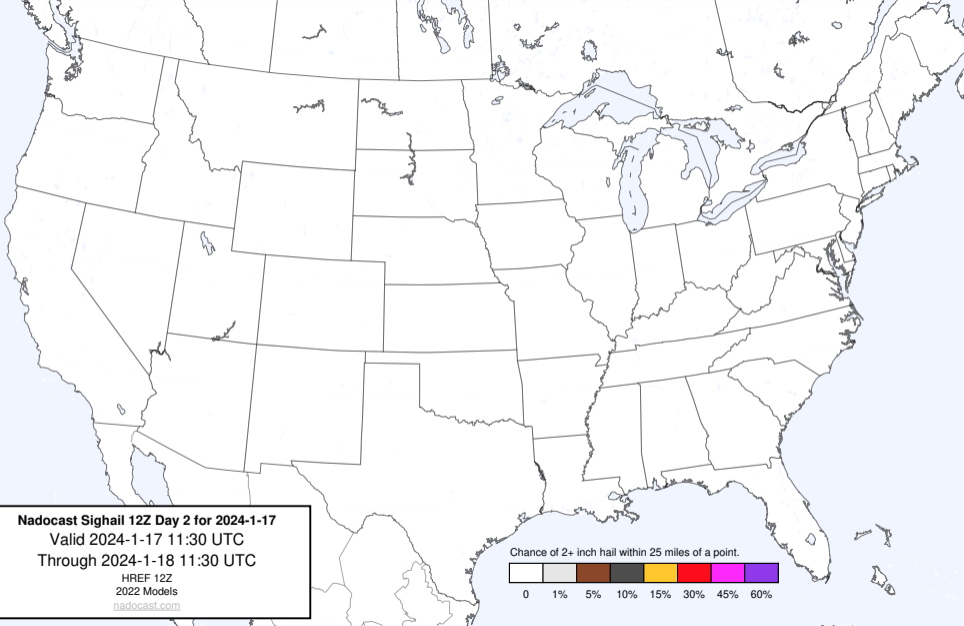 Nadocast Sighail 12Z Day 2 for 2024-1-17
Valid 2024-1-17 11:30 UTC
Through 2024-1-18 11:30 UTC
HREF 12Z
2022 Models
nadocast.com
Chance of 2+ inch hail within 25 miles of a point.
0 1% 5% 10% 15% 30% 45% 60%